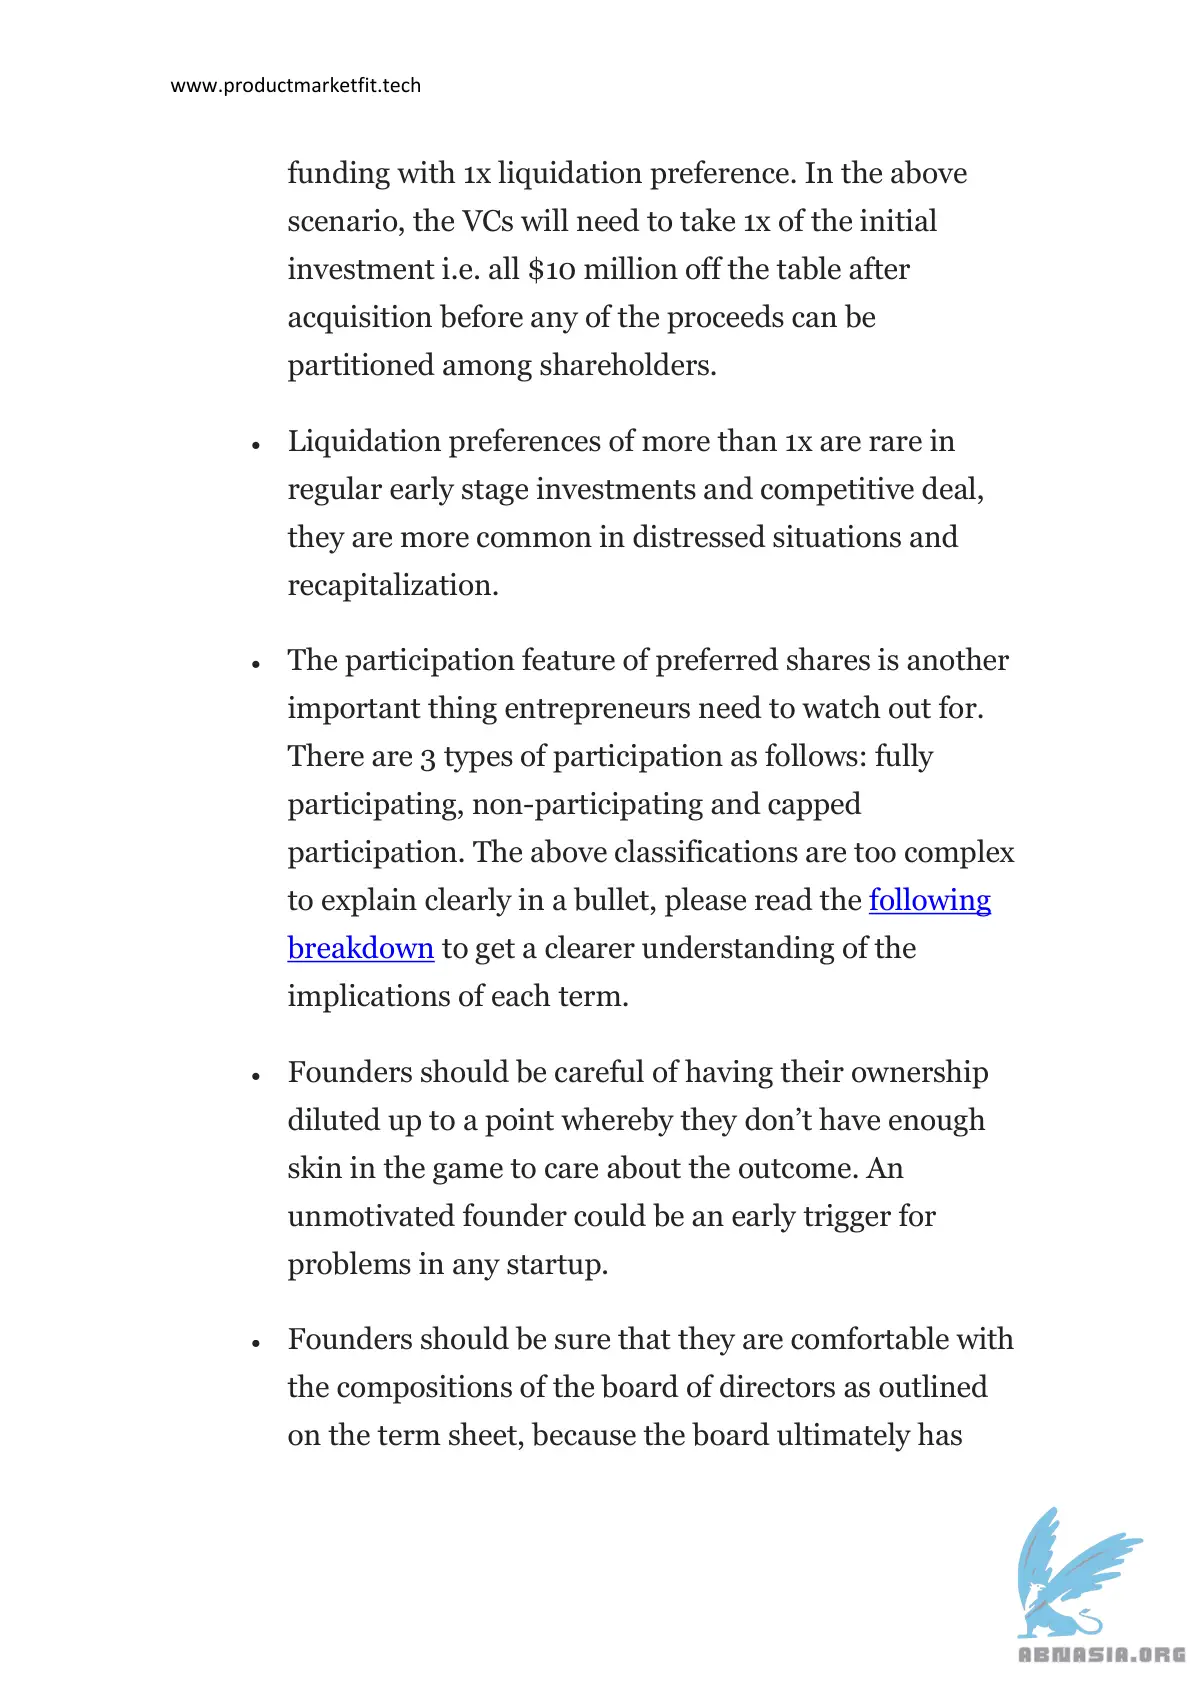 www.productmarketfit.tech
funding with 1x liquidation preference. In the above
scenario, the VCs will need to take 1x of the initial
investment i.e. all $10 million off the table after
acquisition before any of the proceeds can be
partitioned among shareholders.
• Liquidation preferences of more than 1x are rare in
regular early stage investments and competitive deal,
they are more common in distressed situations and
recapitalization.
• The participation feature of preferred shares is another
important thing entrepreneurs need to watch out for.
There are 3 types of participation as follows: fully
participating, non-participating and capped
participation. The above classifications are too complex
to explain clearly in a bullet, please read the following
breakdown to get a clearer understanding of the
implications of each term.
• Founders should be careful of having their ownership
diluted up to a point whereby they don’t have enough
skin in the game to care about the outcome. An
unmotivated founder could be an early trigger for
problems in any startup.
• Founders should be sure that they are comfortable with
the compositions of the board of directors as outlined
on the term sheet, because the board ultimately has
ABNASIA.ORG